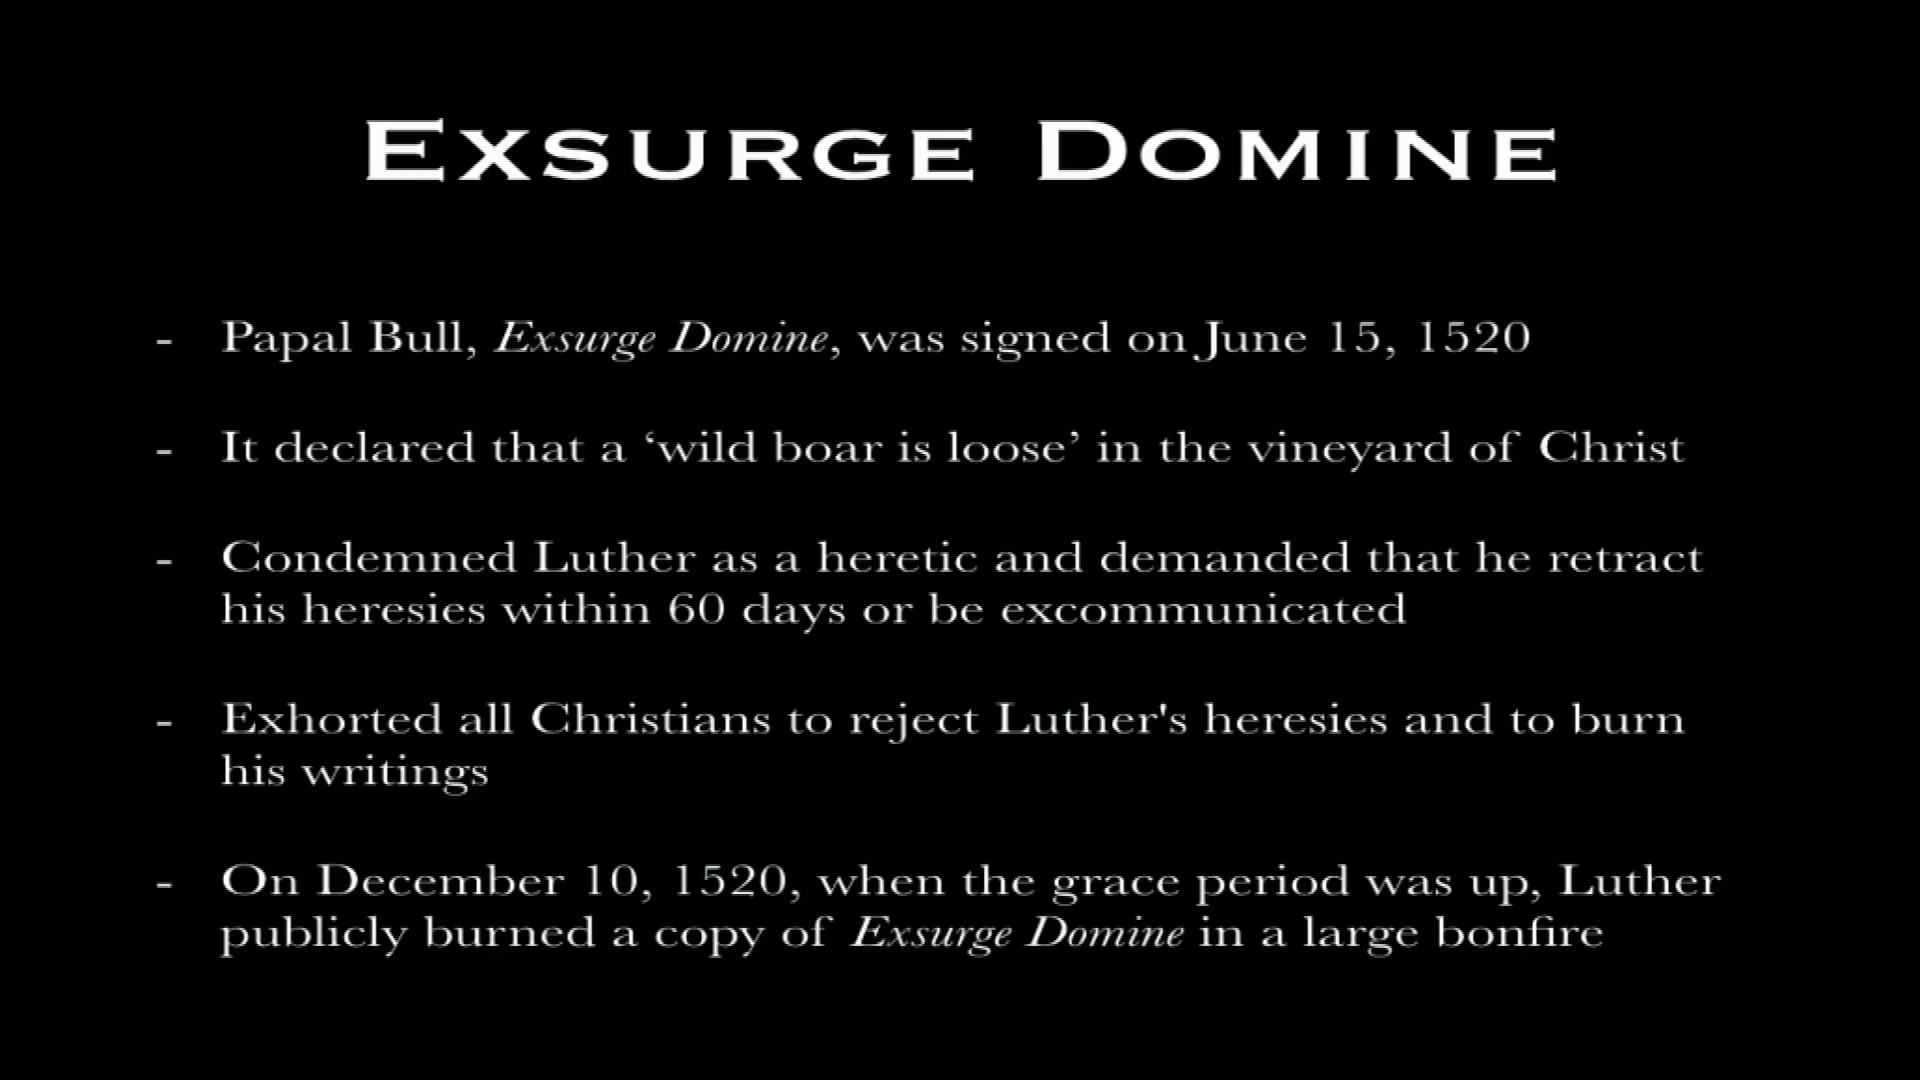 EXSURGE DOMINE
- Papal Bull, Exsurge Domine, was signed on June 15, 1520
- It declared that a ‘wild boar is loose’ in the vineyard of Christ
- Condemned Luther as a heretic and demanded that he retract
his heresies within 60 days or be excommunicated
- Exhorted all Christians to reject Luther's heresies and to burn
his writings
- On December 10, 1520, when the grace period was up, Luther
publicly burned a copy of Exsurge Domine in a large bonfire